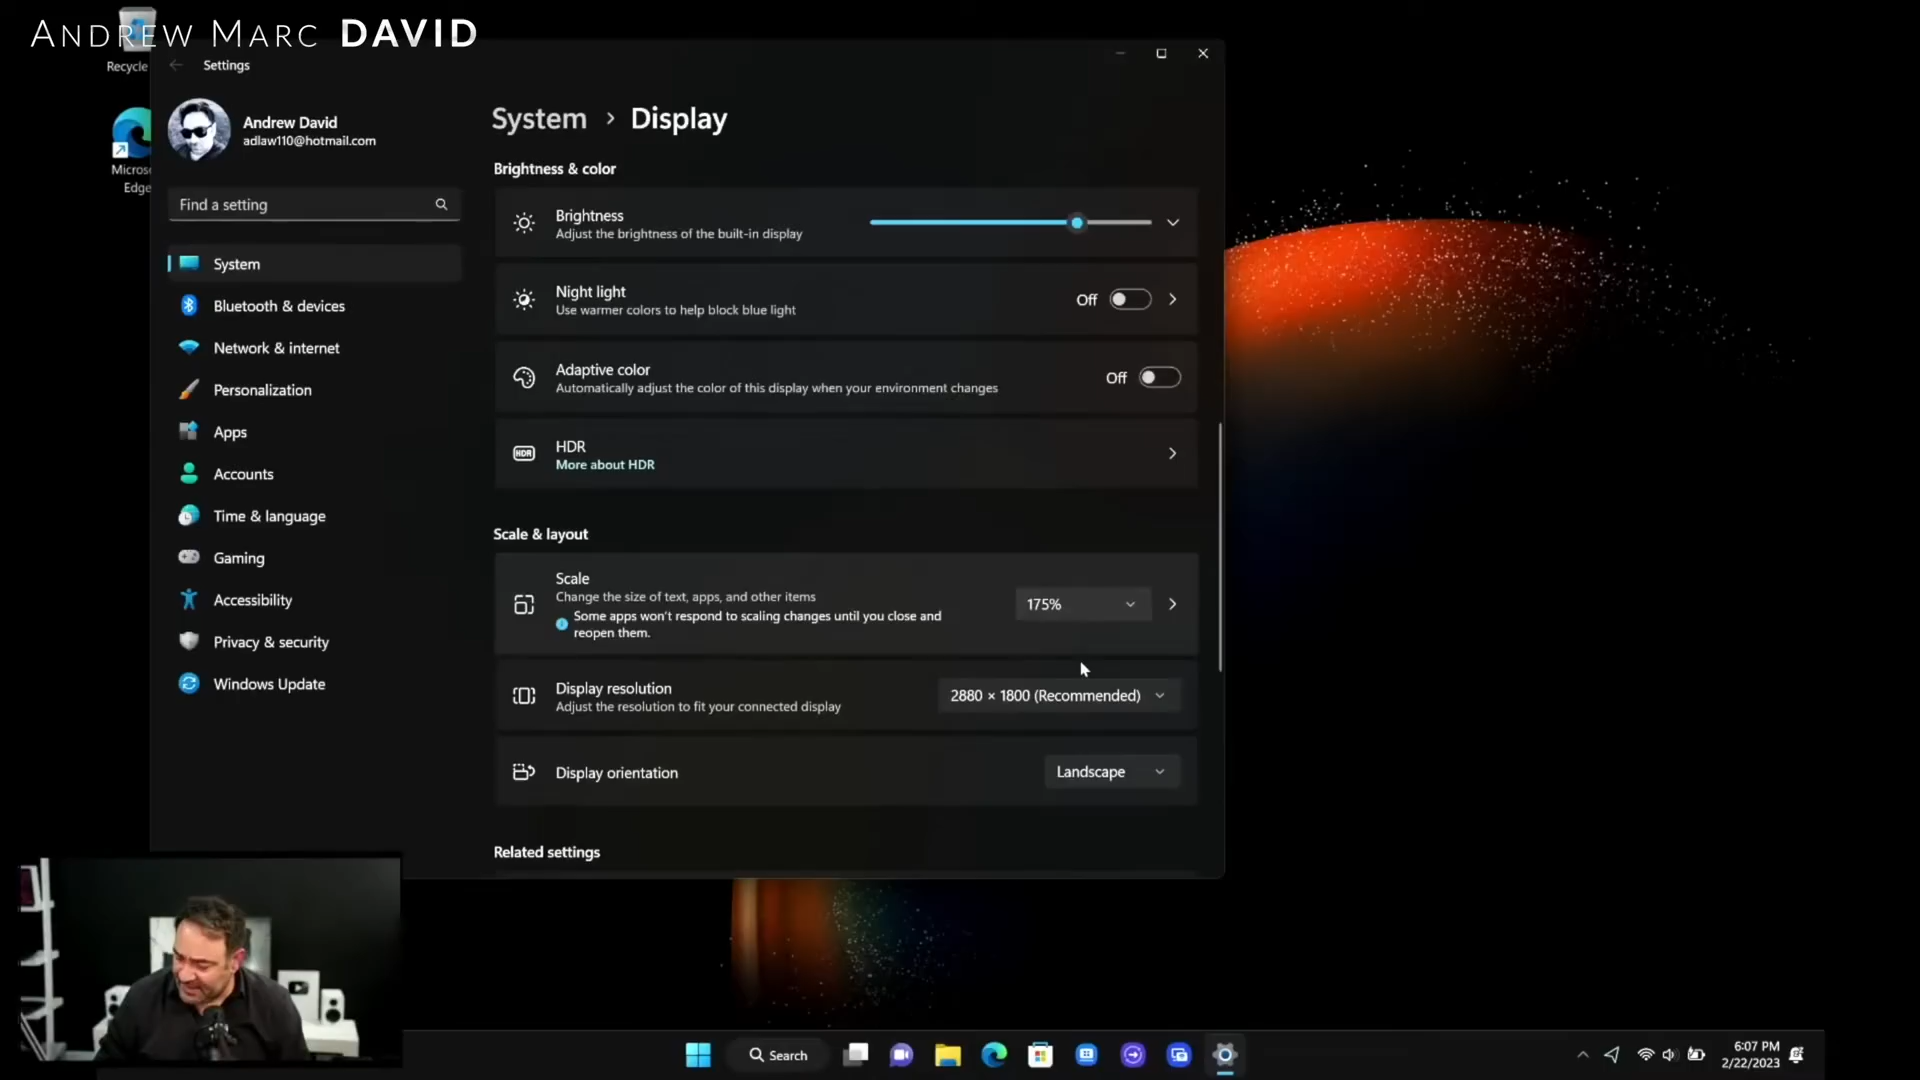 ANDREW MARC DAVID
Recycle
Settings
Microso
Edge
Andrew David
adlaw110@hotmail.com
Find a setting
System
Bluetooth & devices
Network & internet
Personalization
Apps
Accounts
Time & language
Gaming
Accessibility
Privacy & security
Windows Update
System > Display
Brightness & color
Brightness
Adjust the brightness of the built-in display
Night light
Use warmer colors to help block blue light
Off
Adaptive color
Automatically adjust the color of this display when your environment changes
Off
HDR
HDR
More about HDR
Scale & layout
Scale
Change the size of text, apps, and other items
Some apps won't respond to scaling changes until you close and
reopen them.
175%
Display resolution
Adjust the resolution to fit your connected display
2880 × 1800 (Recommended)
Display orientation
Landscape
Related settings
Search
6:07 PM
2/22/2023